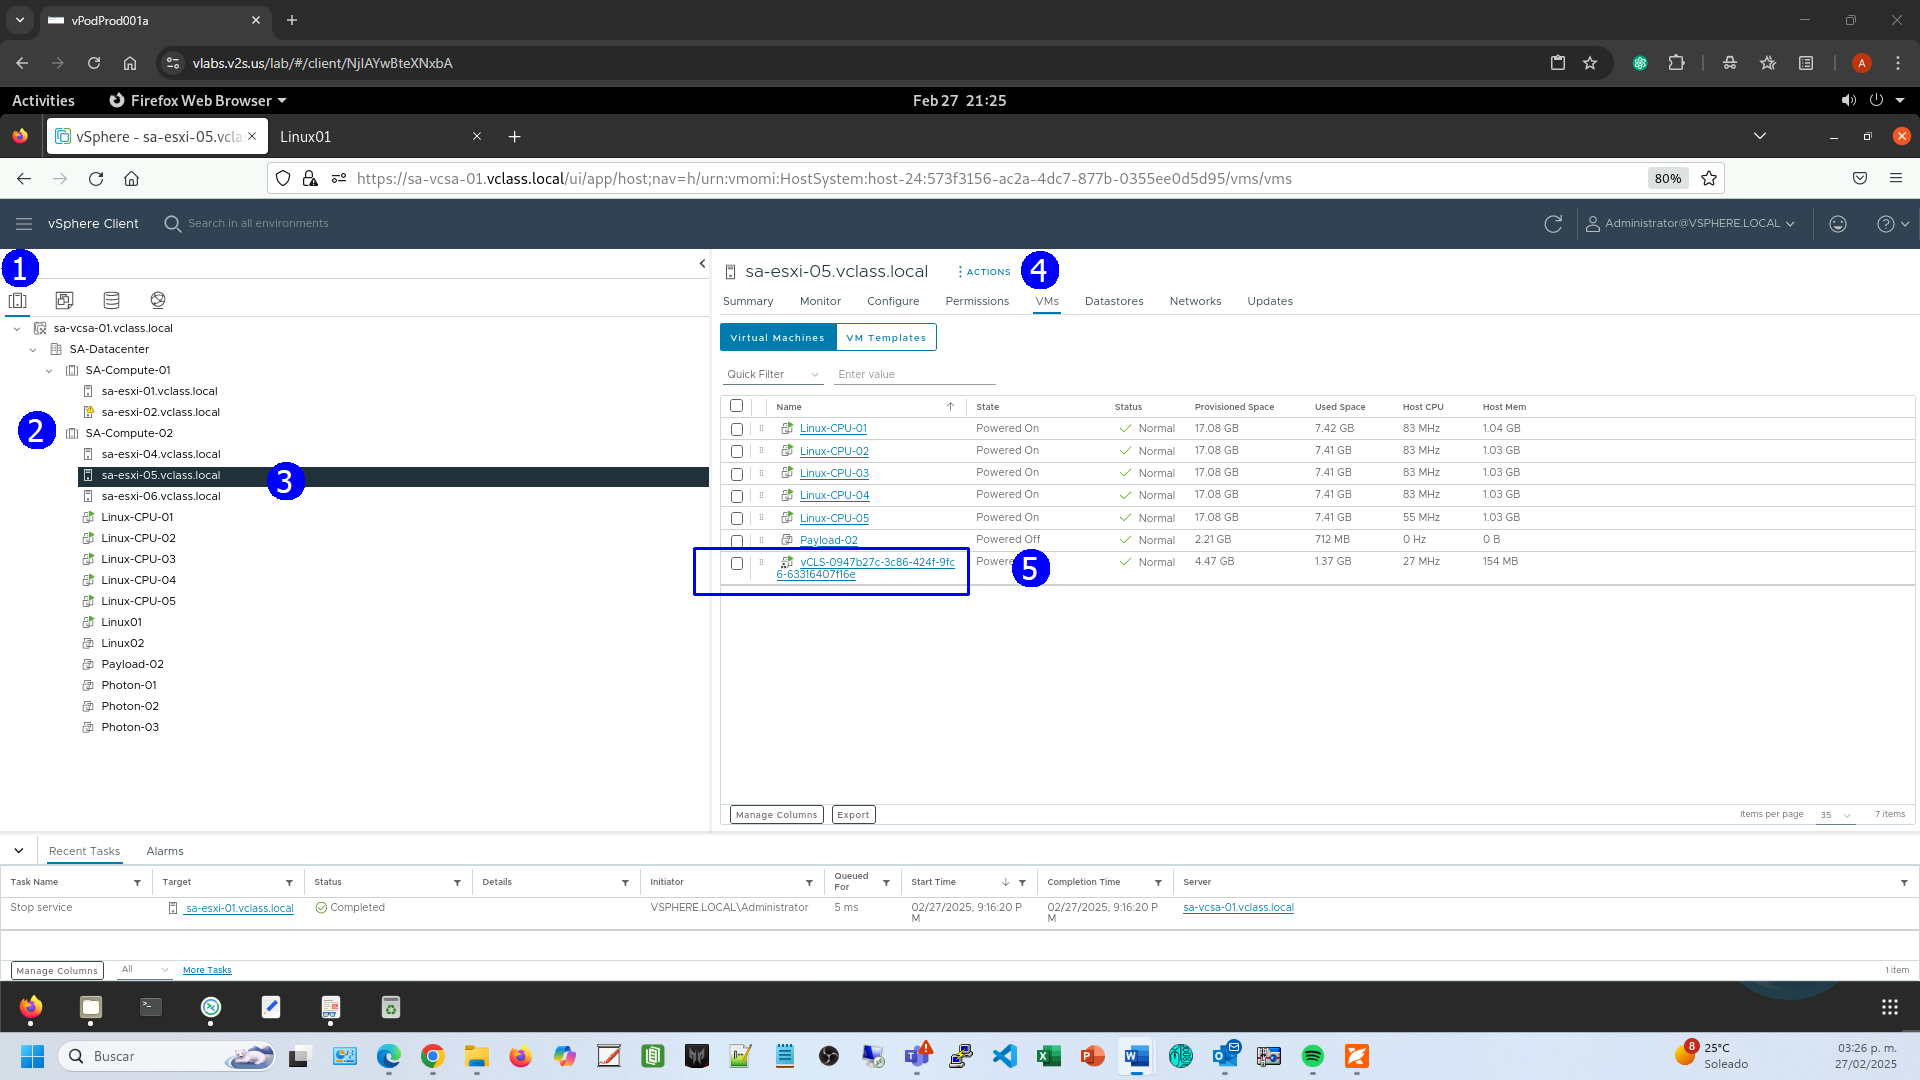 vPodProd001a
vlabs.v2s.us/lab/#/client/NjIAYwBteXNxbA
A
Activities
Firefox Web Browser
Feb 27 21:25
vSphere - sa-esxi-05.vcla
Linux01
https://sa-vcsa-01.vclass.local/ui/app/host;nav=h/urn:vmomi:HostSystem:host-24:573f3156-ac2a-4dc7-877b-0355ee0d5d95/vms/vms
80%
vSphere Client
Search in all environments
Administrator@VSPHERE.LOCAL
1
sa-vcsa-01.vclass.local
SA-Datacenter
SA-Compute-01
sa-esxi-01.vclass.local
sa-esxi-02.vclass.local
2
SA-Compute-02
sa-esxi-04.vclass.local
sa-esxi-05.vclass.local
3
sa-esxi-06.vclass.local
Linux-CPU-01
Linux-CPU-02
Linux-CPU-03
Linux-CPU-04
Linux-CPU-05
Linux01
Linux02
Payload-02
Photon-01
Photon-02
Photon-03
sa-esxi-05.vclass.local
ACTIONS
4
Summary Monitor Configure Permissions VMs Datastores Networks Updates
Virtual Machines VM Templates
Quick Filter Enter value
Name State Status Provisioned Space Used Space Host CPU Host Mem
Linux-CPU-01 Powered On Normal 17.08 GB 7.42 GB 83 MHz 1.04 GB
Linux-CPU-02 Powered On Normal 17.08 GB 7.41 GB 83 MHz 1.03 GB
Linux-CPU-03 Powered On Normal 17.08 GB 7.41 GB 83 MHz 1.03 GB
Linux-CPU-04 Powered On Normal 17.08 GB 7.41 GB 83 MHz 1.03 GB
Linux-CPU-05 Powered On Normal 17.08 GB 7.41 GB 55 MHz 1.03 GB
Payload-02 Powered Off Normal 2.21 GB 712 MB 0 Hz 0 B
vCLS-0947b27c-3c86-424f-9fc Powere 5 Normal 4.47 GB 1.37 GB 27 MHz 154 MB
6-63316407f16e
Manage Columns Export Items per page 35 7 items
Recent Tasks Alarms
Task Name Target Status Details Initiator Queued For Start Time Completion Time Server
Stop service sa-esxi-01.vclass.local Completed VSPHERE.LOCAL\Administrator 5 ms 02/27/2025, 9:16:20 P 02/27/2025, 9:16:20 P sa-vcsa-01.vclass.local
M M
Manage Columns All More Tasks 1 item
Buscar
8
25°C
Soleado
03:26 p. m.
27/02/2025